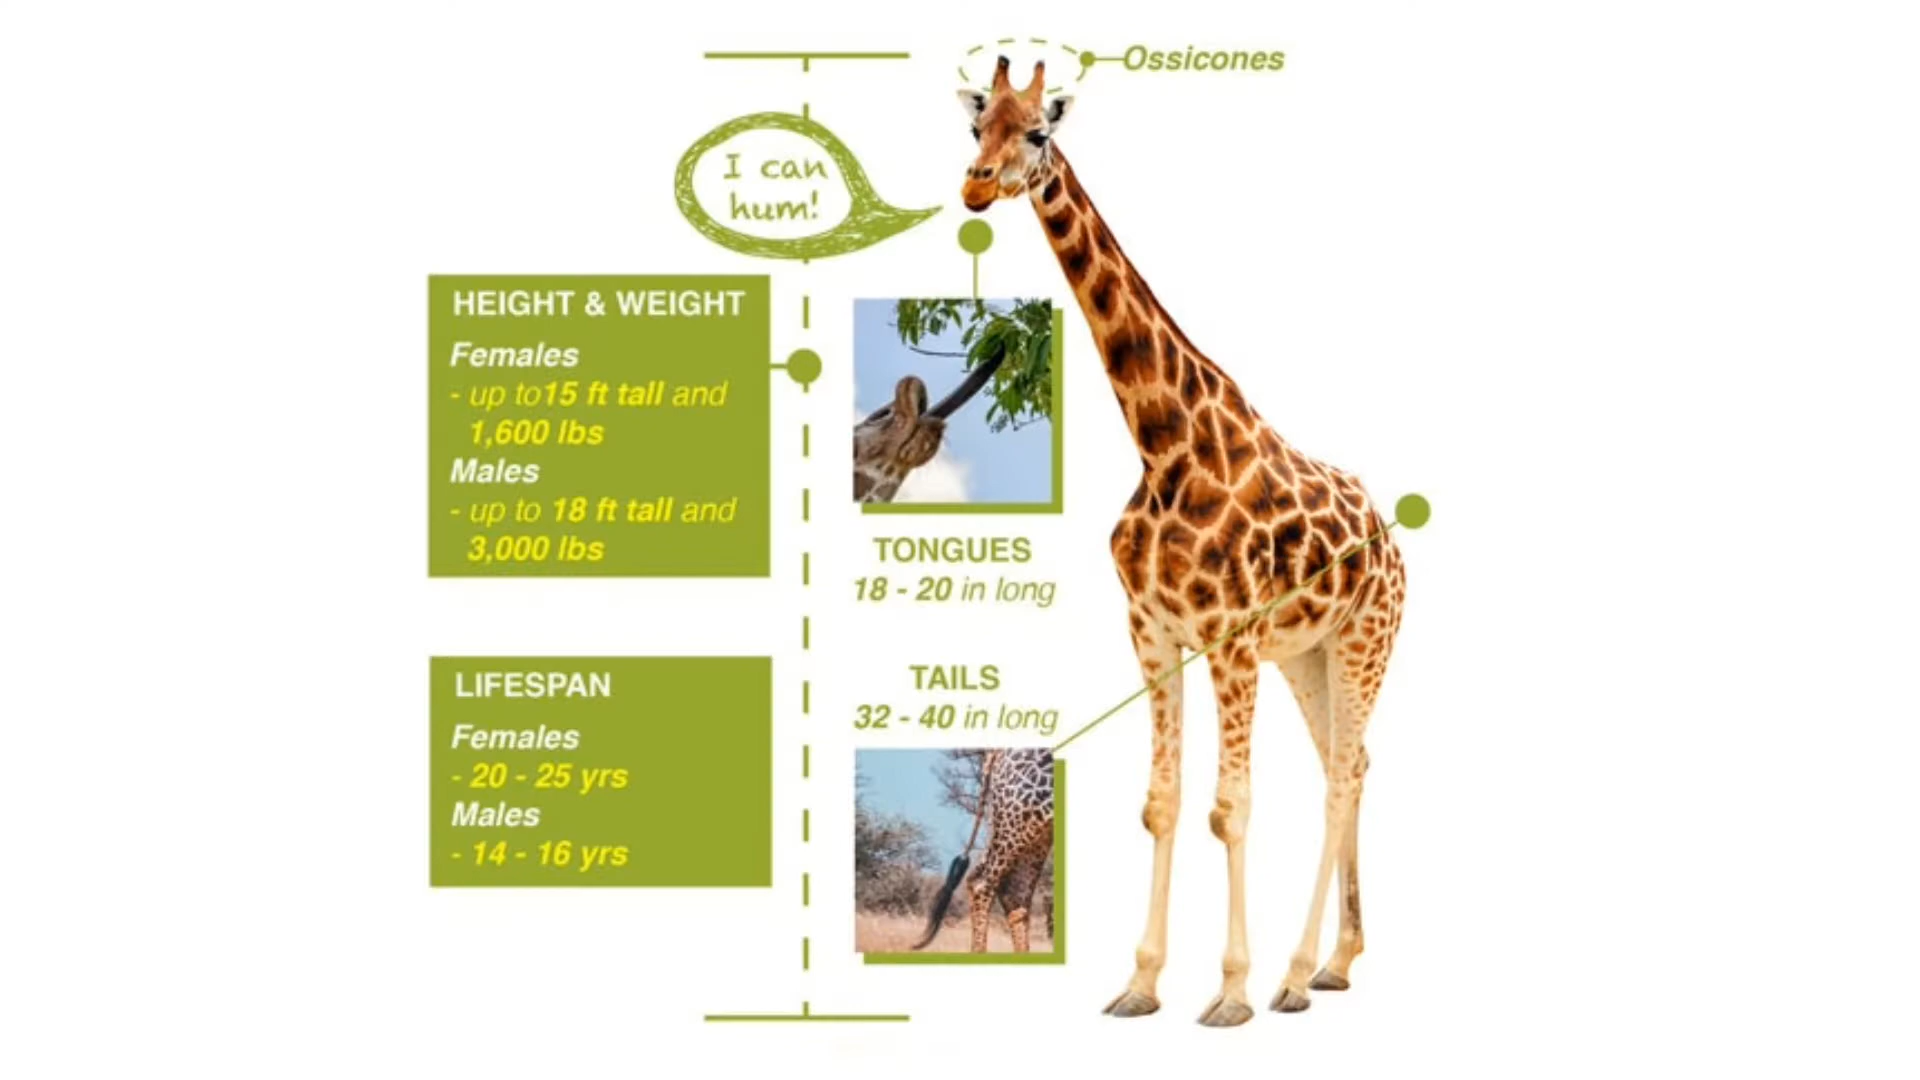 Ossicones
I can
hum!
HEIGHT & WEIGHT
Females
- up to15 ft tall and
1,600 lbs
Males
- up to 18 ft tall and
3,000 lbs
TONGUES
18 - 20 in long
LIFESPAN
Females
- 20 - 25 yrs
Males
- 14 - 16 yrs
TAILS
32 - 40 in long